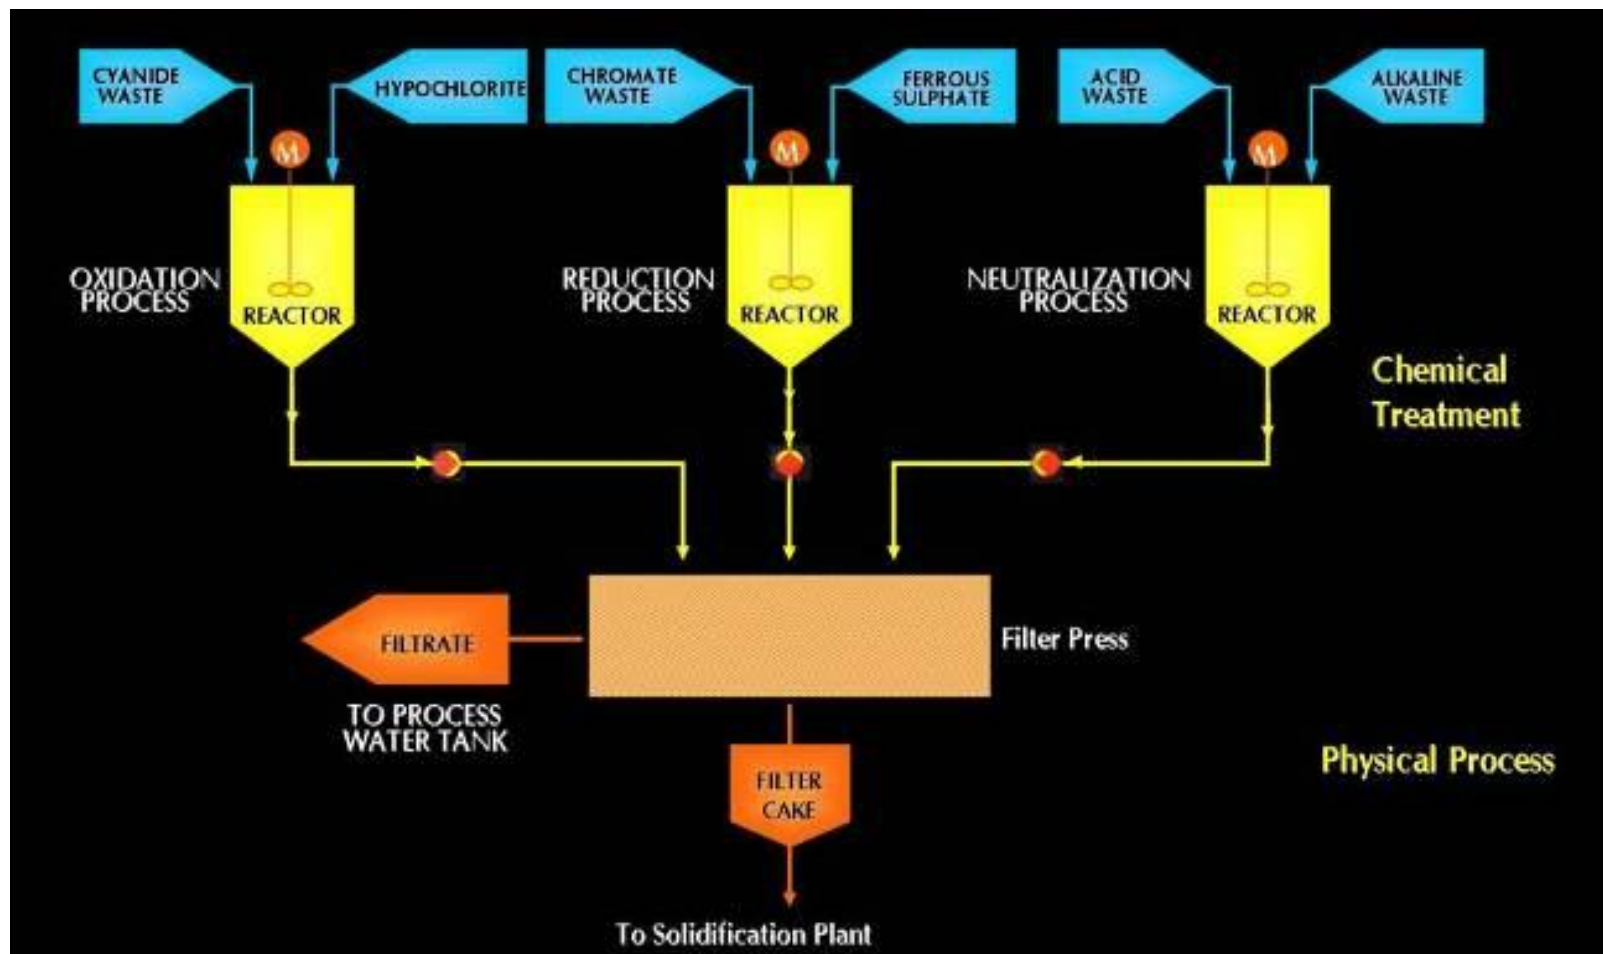 CYANIDE
WASTE
HYPOCHLORITE
CHROMATE
WASTE
FERROUS
SULPHATE
ACID
WASTE
ALKALINE
WASTE
M
M
M
OXIDATION
PROCESS
REACTOR
REDUCTION
PROCESS
REACTOR
NEUTRALIZATION
PROCESS
REACTOR
Chemical
Treatment
FILTRATE
TO PROCESS
WATER TANK
Filter Press
FILTER
CAKE
Physical Process
To Solidification Plant